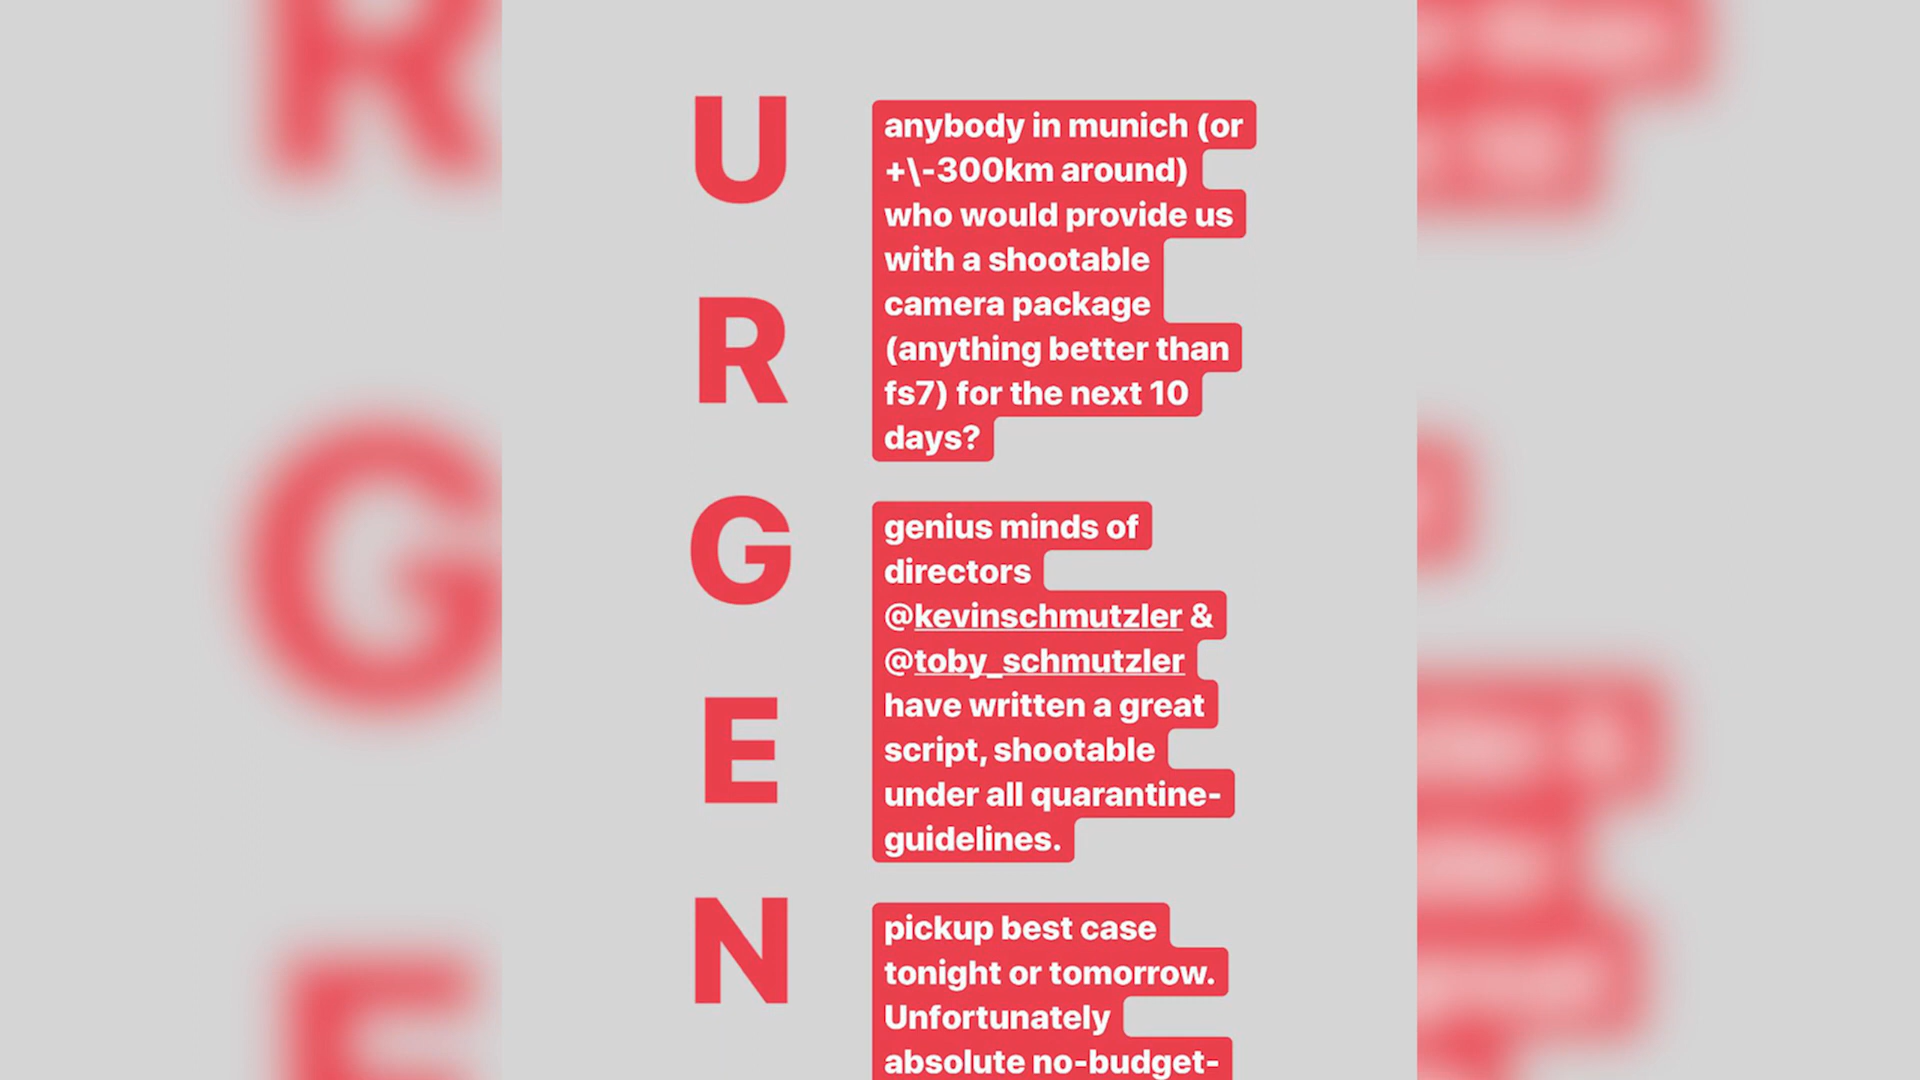 U
R
G
E
N
anybody in munich (or
+\-300km around)
who would provide us
with a shootable
camera package
(anything better than
fs7) for the next 10
days?
genius minds of
directors
@kevinschmutzler &
@toby_schmutzler
have written a great
script, shootable
under all quarantine-
guidelines.
pickup best case
tonight or tomorrow.
Unfortunately
absolute no-budget-